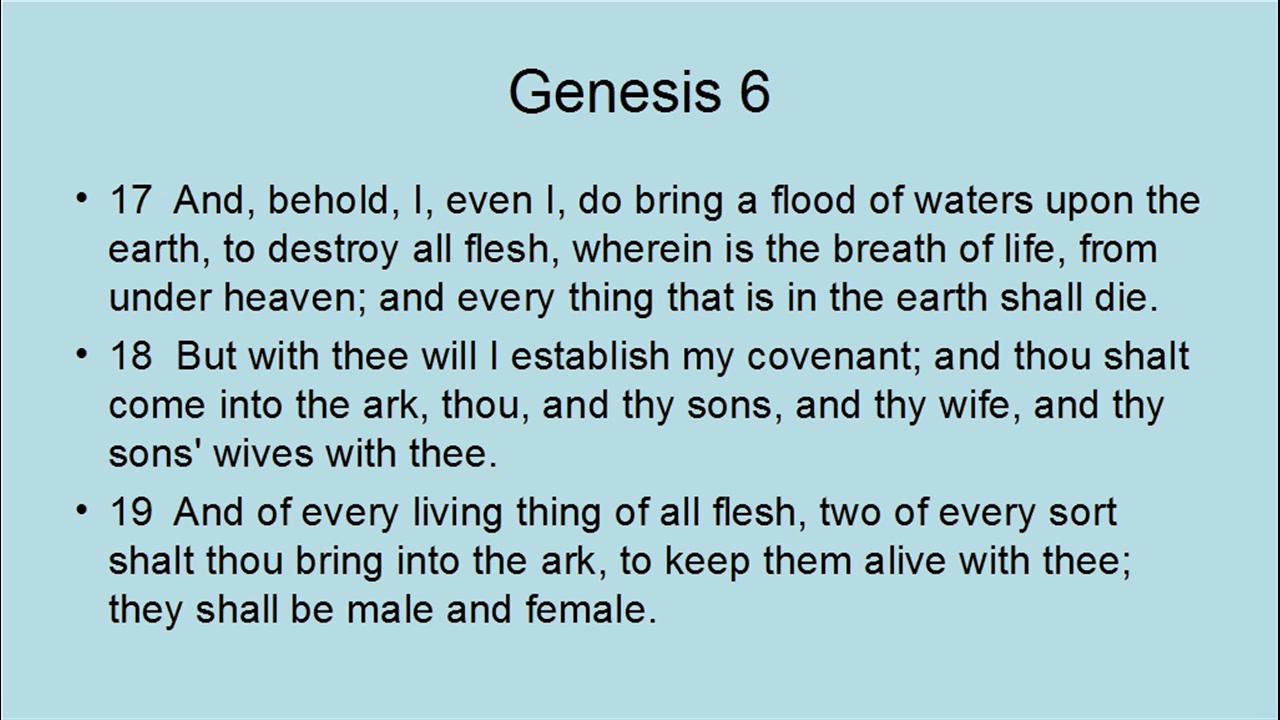 Genesis 6
• 17  And, behold, I, even I, do bring a flood of waters upon the
earth, to destroy all flesh, wherein is the breath of life, from
under heaven; and every thing that is in the earth shall die.
• 18  But with thee will I establish my covenant; and thou shalt
come into the ark, thou, and thy sons, and thy wife, and thy
sons' wives with thee.
• 19  And of every living thing of all flesh, two of every sort
shalt thou bring into the ark, to keep them alive with thee;
they shall be male and female.